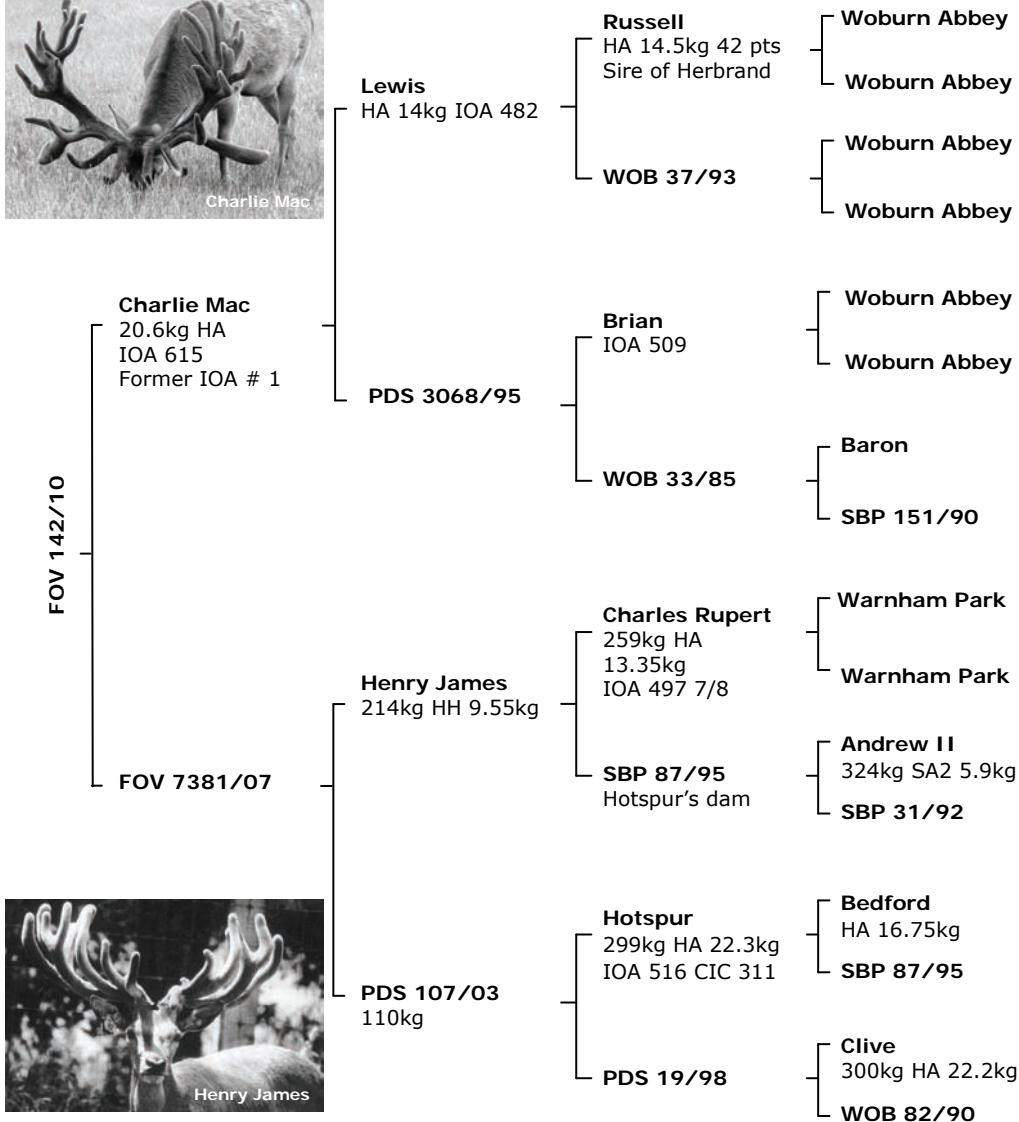 Charlie Mac
Lewis
HA 14kg IOA 482
Russell
HA 14.5kg 42 pts
Sire of Herbrand
Woburn Abbey
Woburn Abbey
WOB 37/93
Woburn Abbey
Woburn Abbey
Charlie Mac
20.6kg HA
IOA 615
Former IOA # 1
PDS 3068/95
Brian
IOA 509
Woburn Abbey
Woburn Abbey
WOB 33/85
Baron
SBP 151/90
FOV 142/10
FOV 7381/07
Henry James
214kg HH 9.55kg
Charles Rupert
259kg HA
13.35kg
IOA 497 7/8
Warnham Park
Warnham Park
SBP 87/95
Hotspur’s dam
Andrew II
324kg SA2 5.9kg
SBP 31/92
PDS 107/03
110kg
Hotspur
299kg HA 22.3kg
IOA 516 CIC 311
Bedford
HA 16.75kg
SBP 87/95
PDS 19/98
Clive
300kg HA 22.2kg
WOB 82/90
Henry James